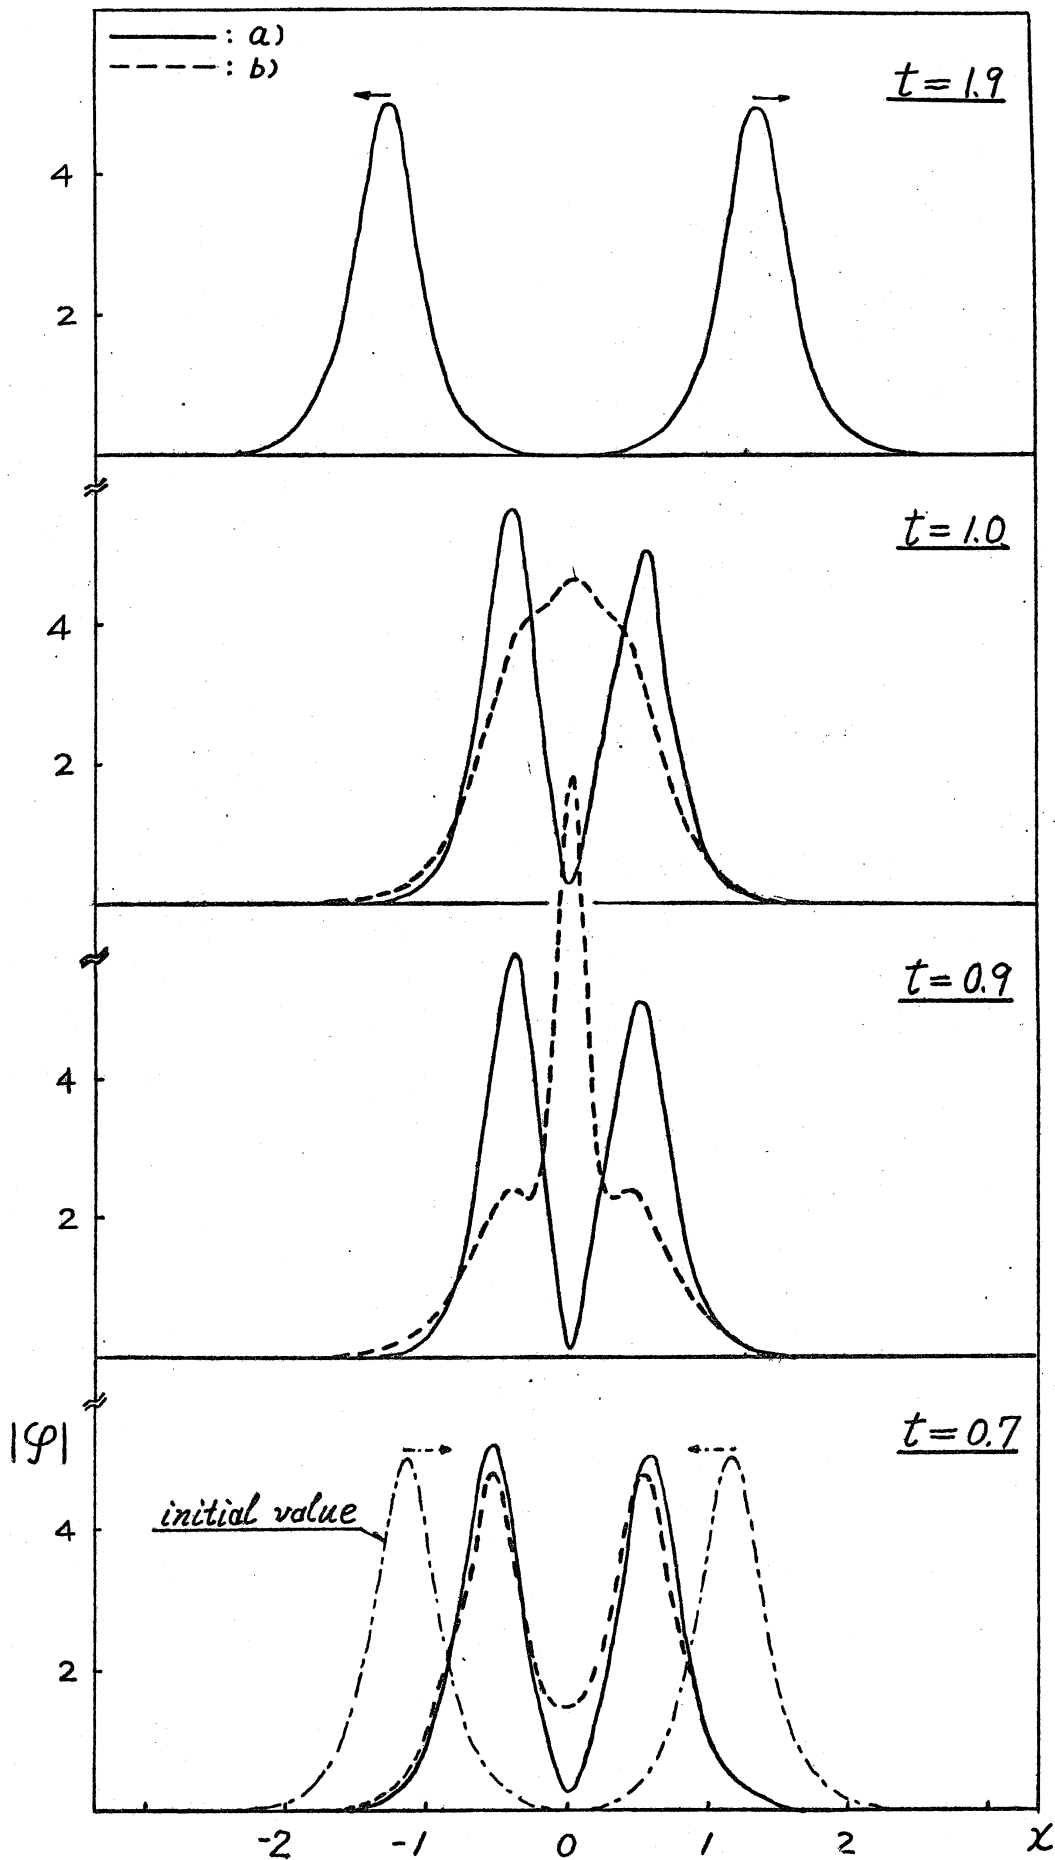 : a)
: b)
t = 1.9
4
2
t = 1.0
4
2
t = 0.9
4
2
|φ|
t = 0.7
initial value
4
2
-2 -1 0 1 2 x